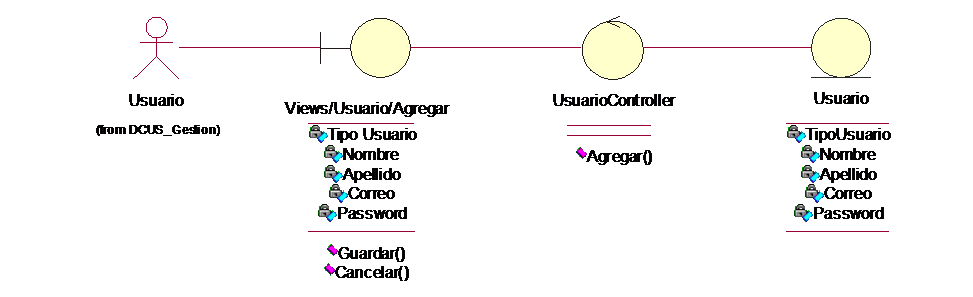 Usuario
(from DCUS_Gestion)
Views/Usuario/Agregar
Tipo Usuario
Nombre
Apellido
Correo
Password
Guardar()
Cancelar()
UsuarioController
Agregar()
Usuario
TipoUsuario
Nombre
Apellido
Correo
Password